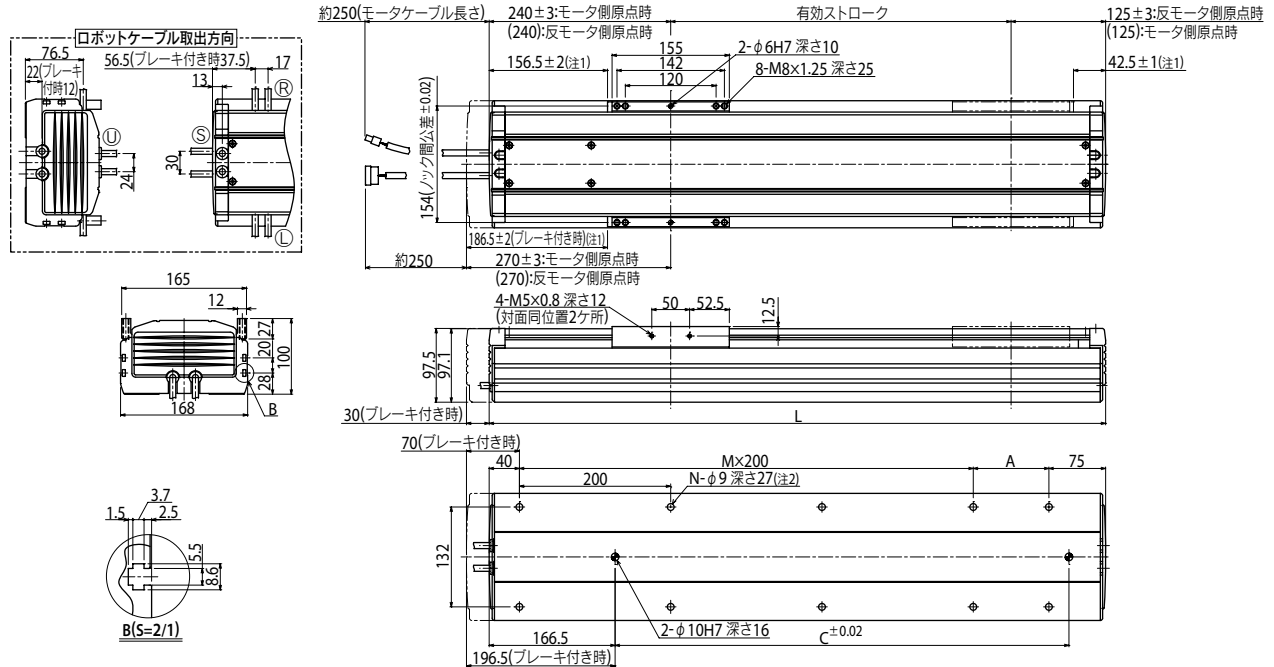 ロボットケーブル取出方向
76.5
56.5(ブレーキ付き時37.5)
17
22(ブレーキ
付時12)
13
Ⓡ
Ⓤ
Ⓢ
30
24
Ⓛ
約250(モータケーブル長さ)
240±3:モータ側原点時
(240):反モータ側原点時
有効ストローク
125±3:反モータ側原点時
(125):モータ側原点時
155
2-φ6H7 深さ10
156.5±2(注1)
142
8-M8×1.25 深さ25
42.5±1(注1)
120
154(ノック間公差±0.02)
186.5±2(ブレーキ付き時)(注1)
約250
270±3:モータ側原点時
(270):反モータ側原点時
165
12
27
20
100
28
168
B
4-M5×0.8 深さ12
(対面同位置2ケ所)
50
52.5
12.5
97.5
97.1
30(ブレーキ付き時)
L
70(ブレーキ付き時)
40
M×200
A
75
200
N-φ9 深さ27(注2)
132
2-φ10H7 深さ16
166.5
C±0.02
196.5(ブレーキ付き時)
3.7
1.5
2.5
5.5
8.6
B(S=2/1)